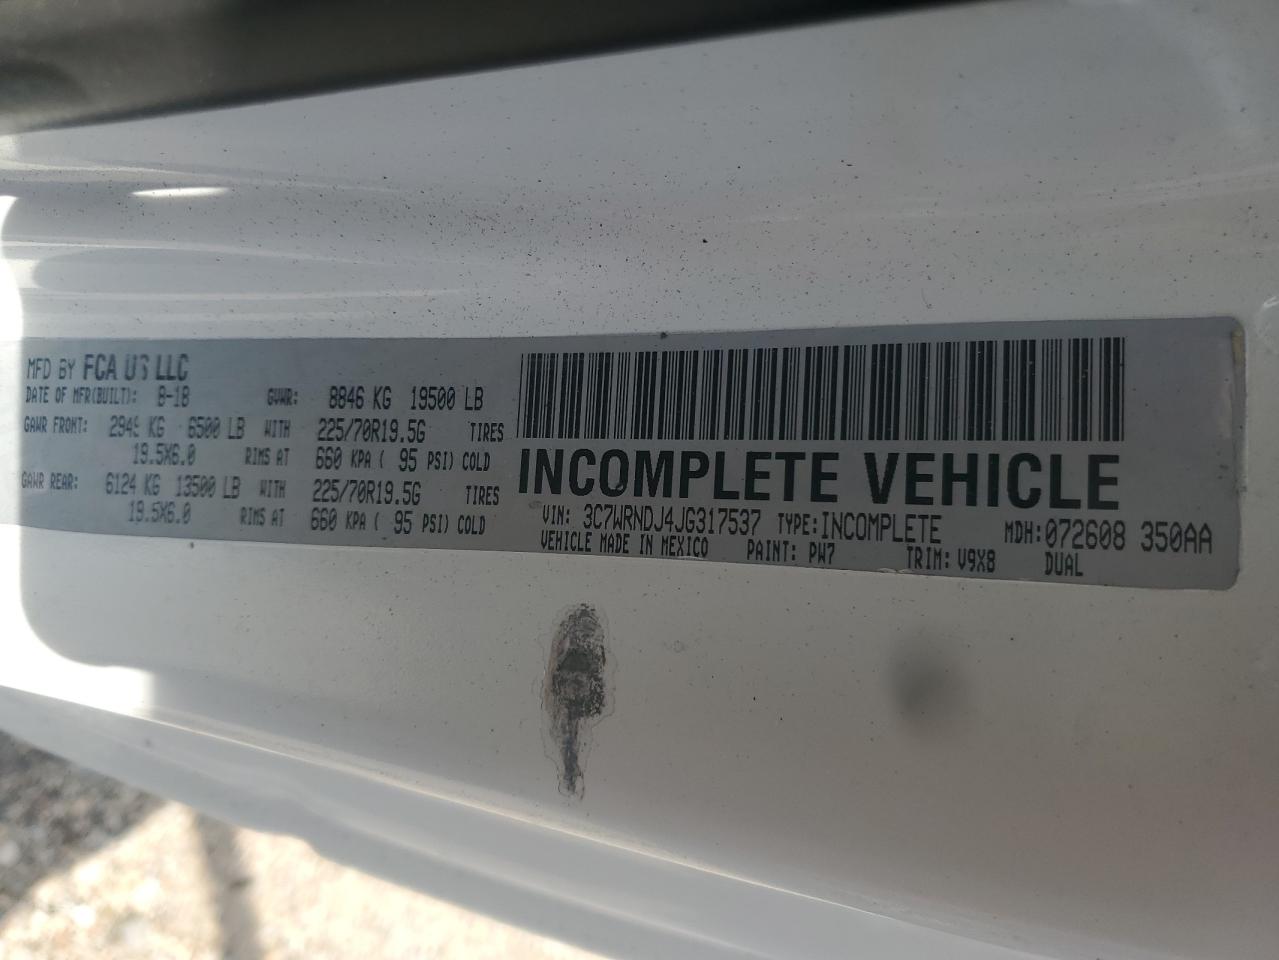 MFD BY FCA US LLC
DATE OF MFR(BUILT): 8-18 GVWR: 8846 KG 19500 LB
GAWR FRONT: 2948 KG 6500 LB WITH 225/70R19.5G TIRES
19.5X6.0 RIMS AT 660 KPA ( 95 PSI) COLD
GAWR REAR: 6124 KG 13500 LB WITH 225/70R19.5G TIRES
19.5X6.0 RIMS AT 660 KPA ( 95 PSI) COLD
INCOMPLETE VEHICLE
VIN: 3C7WRNDJ4JG317537 TYPE: INCOMPLETE MDH: 072608 350AA
VEHICLE MADE IN MEXICO PAINT: PW7 TRIM: V9X8 DUAL